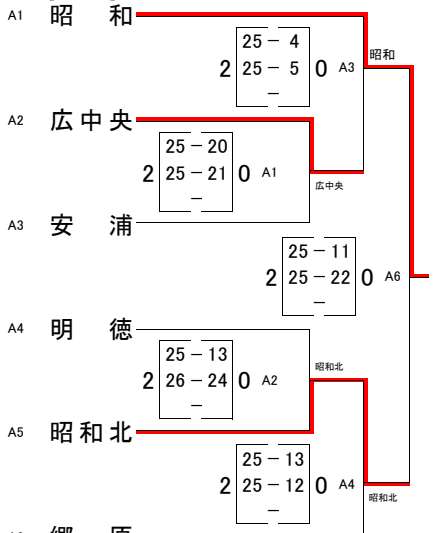 A1 昭 和
25 － 4
2 25 － 5 0 A3
－
昭和
A2 広中央
25 － 20
2 25 － 21 0 A1
－
広中央
A3 安 浦
25 － 11
2 25 － 22 0 A6
－
A4 明 徳
25 － 13
2 26 － 24 0 A2
－
昭和北
A5 昭和北
25 － 13
2 25 － 12 0 A4
－
昭和北